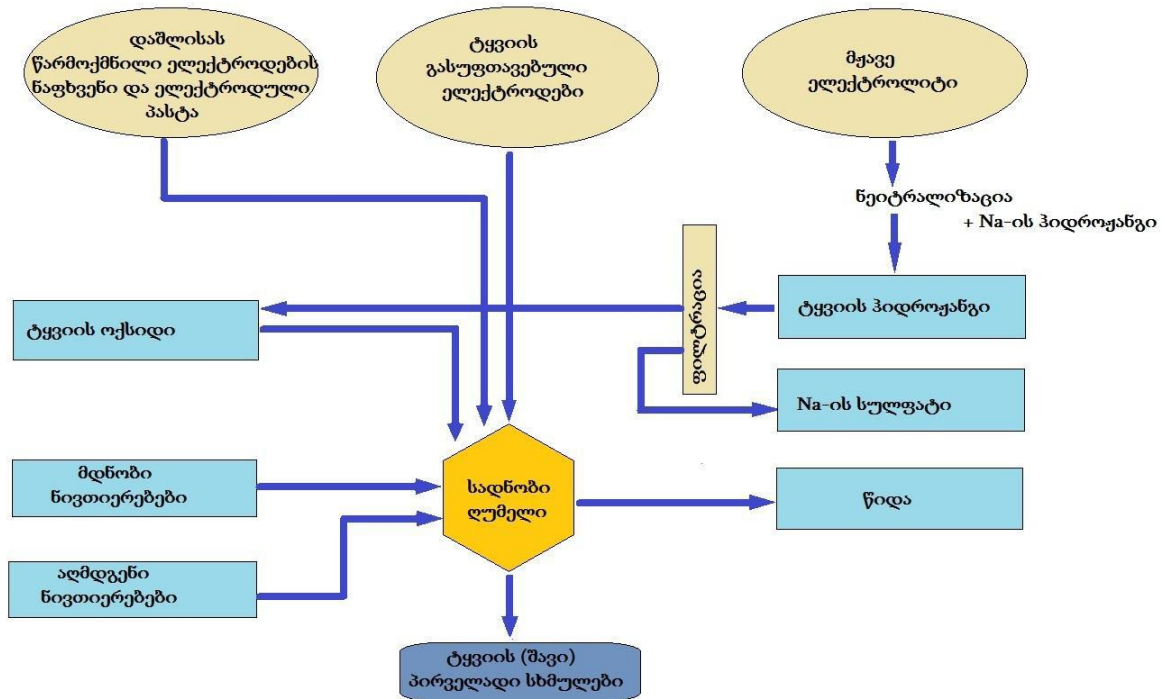 დაშლისას
წარმოქმნილი ელექტროდების
ნაფხვენი და ელექტროდული
პასტა
ტყვიის
გასუფთავებული
ელექტროდები
მჟავე
ელექტროლიტი
ნეიტრალიზაცია
+ Na-ის ჰიდროჟანგი
ფილტრაცია
ტყვიის ოქსიდი
ტყვიის ჰიდროჟანგი
Na-ის სულფატი
მდნობი
ნივთიერებები
სადნობი
ღუმელი
წიდა
აღმდგენი
ნივთიერებები
ტყვიის (შავი)
პირველადი სხმულები